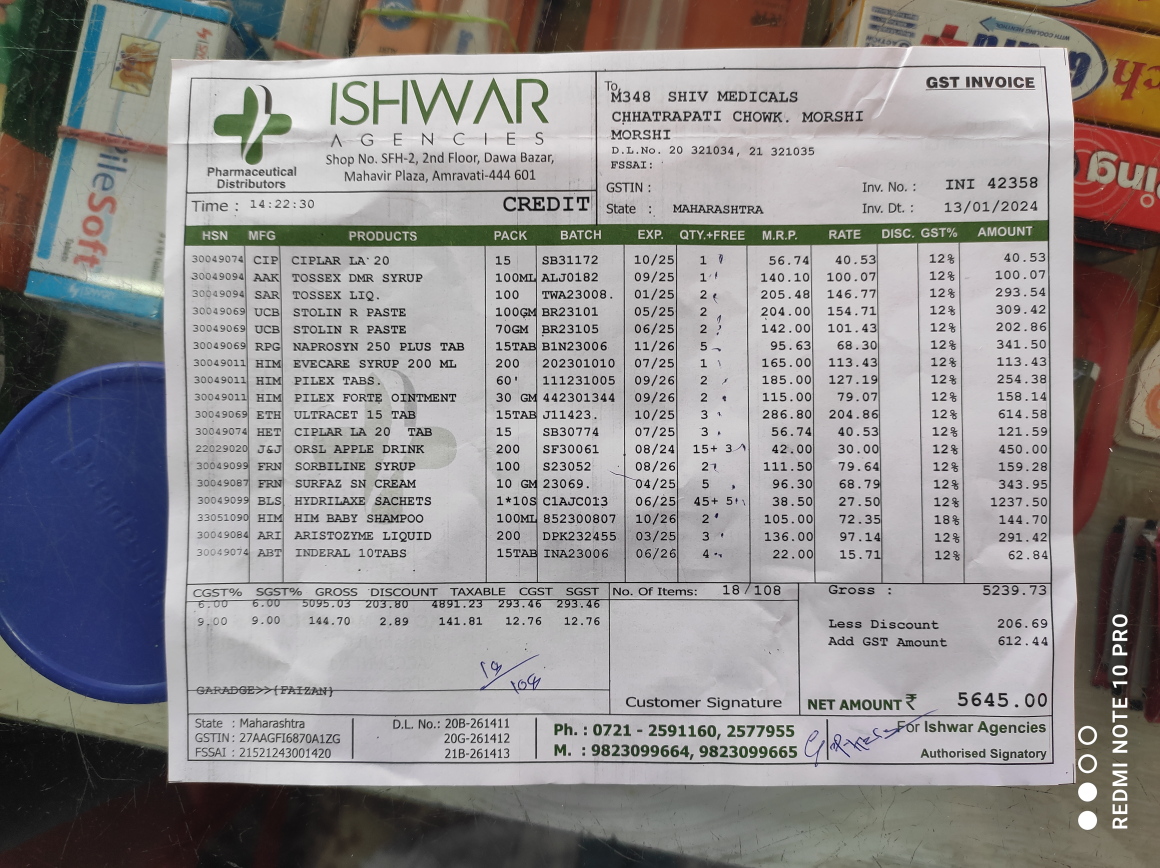 ISHWAR
AGENCIES
Pharmaceutical
Distributors
Shop No. SFH-2, 2nd Floor, Dawa Bazar,
Mahavir Plaza, Amravati-444 601
Time : 14:22:30 CREDIT
To,
M348 SHIV MEDICALS
CHHATRAPATI CHOWK. MORSHI
MORSHI
D.L.No. 20 321034, 21 321035
FSSAI:
GSTIN :
State : MAHARASHTRA
GST INVOICE
Inv. No. : INI 42358
Inv. Dt. : 13/01/2024
HSN MFG PRODUCTS PACK BATCH EXP. QTY.+FREE M.R.P. RATE DISC. GST% AMOUNT
30049074 CIP CIPLAR LA 20 15 SB31172 10/25 1 56.74 40.53 12% 40.53
30049094 AAK TOSSEX DMR SYRUP 100ML ALJ0182 09/25 1 140.10 100.07 12% 100.07
30049094 SAR TOSSEX LIQ. 100 TWA23008. 01/25 2 205.48 146.77 12% 293.54
30049069 UCB STOLIN R PASTE 100GM BR23101 05/25 2 204.00 154.71 12% 309.42
30049069 UCB STOLIN R PASTE 70GM BR23105 06/25 2 142.00 101.43 12% 202.86
30049069 RPG NAPROSYN 250 PLUS TAB 15TAB B1N23006 11/26 5 95.63 68.30 12% 341.50
30049011 HIM EVECARE SYRUP 200 ML 200 202301010 07/25 1 165.00 113.43 12% 113.43
30049011 HIM PILEX TABS. 60' 111231005 09/26 2 185.00 127.19 12% 254.38
30049011 HIM PILEX FORTE OINTMENT 30 GM 442301344 09/26 2 115.00 79.07 12% 158.14
30049069 ETH ULTRACET 15 TAB 15TAB J11423. 10/25 3 286.80 204.86 12% 614.58
30049074 HET CIPLAR LA 20 TAB 15 SB30774 07/25 3 56.74 40.53 12% 121.59
22029020 J&J ORSL APPLE DRINK 200 SF30061 08/24 15+ 3 42.00 30.00 12% 450.00
30049099 FRN SORBILINE SYRUP 100 S23052 08/26 2 111.50 79.64 12% 159.28
30049087 FRN SURFAZ SN CREAM 10 GM 23069. 04/25 5 96.30 68.79 12% 343.95
30049099 BLS HYDRILAXE SACHETS 1*10S C1AJC013 06/25 45+ 5 38.50 27.50 12% 1237.50
33051090 HIM HIM BABY SHAMPOO 100ML 852300807 10/26 2 105.00 72.35 18% 144.70
30049084 ARI ARISTOZYME LIQUID 200 DPK232455 03/25 3 136.00 97.14 12% 291.42
30049074 ABT INDERAL 10TABS 15TAB INA23006 06/26 4 22.00 15.71 12% 62.84
CGST% SGST% GROSS DISCOUNT TAXABLE CGST SGST
6.00 6.00 5095.03 203.80 4891.23 293.46 293.46
9.00 9.00 144.70 2.89 141.81 12.76 12.76
18/108
GARADGE>>{FAIZAN}
No. Of Items: 18/108
Customer Signature
Gross : 5239.73
Less Discount 206.69
Add GST Amount 612.44
NET AMOUNT ₹ 5645.00
State : Maharashtra
GSTIN : 27AAGFI6870A1ZG
FSSAI : 21521243001420
D.L. No.: 20B-261411
20G-261412
21B-261413
Ph. : 0721 - 2591160, 2577955
M. : 9823099664, 9823099665
For Ishwar Agencies
Authorised Signatory
pileSoft
REDMI NOTE 10 PRO